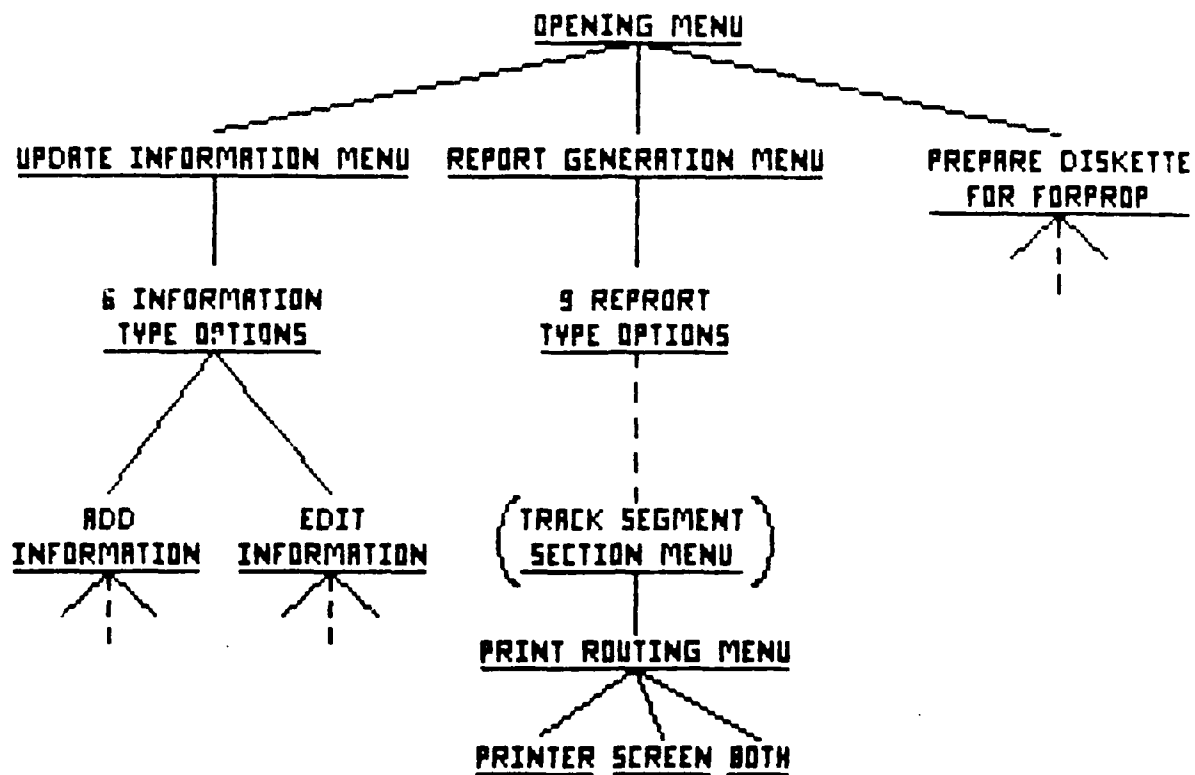 OPENING MENU
UPDATE INFORMATION MENU
REPORT GENERATION MENU
PREPARE DISKETTE
FOR FORPROP
6 INFORMATION
TYPE OPTIONS
9 REPRORT
TYPE OPTIONS
ADD
INFORMATION
EDIT
INFORMATION
(TRACK SEGMENT
SECTION MENU)
PRINT ROUTING MENU
PRINTER SCREEN BOTH